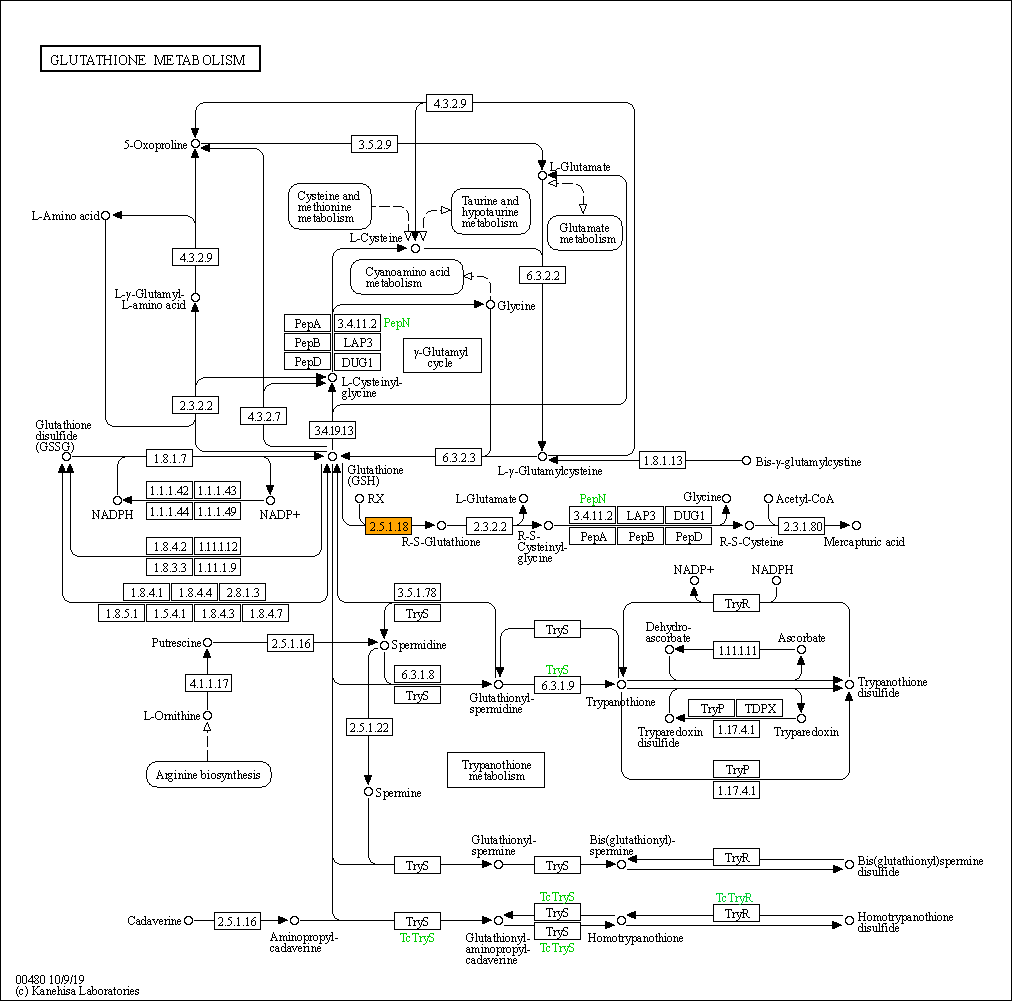 GLUTATHIONE METABOLISM
4.3.2.9
5-Oxoproline
3.5.2.9
L-Glutamate
Cysteine and
methionine
metabolism
Taurine and
hypotaurine
metabolism
L-Amino acid
Glutamate
metabolism
L-Cysteine
4.3.2.9
Cyanoamino acid
metabolism
6.3.2.2
L-γ-Glutamyl-
L-amino acid
Glycine
PepA
3.4.11.2
PepN
PepB
LAP3
PepD
DUG1
γ-Glutamyl
cycle
L-Cysteinyl-
glycine
2.3.2.2
4.3.2.7
3.4.19.13
Glutathione
disulfide
(GSSG)
1.8.1.7
6.3.2.3
1.8.1.13
Bis-γ-glutamylcystine
L-γ-Glutamylcysteine
Glutathione
(GSH)
1.1.1.42
1.1.1.43
1.1.1.44
1.1.1.49
NADPH
NADP+
RX
L-Glutamate
PepN
Glycine
Acetyl-CoA
2.5.1.18
2.3.2.2
3.4.11.2
LAP3
DUG1
PepA
PepB
PepD
2.3.1.80
R-S-Glutathione
R-S-
Cysteinyl-
glycine
R-S-Cysteine
Mercapturic acid
1.8.4.2
1.11.1.12
1.8.3.3
1.11.1.9
1.8.4.1
1.8.4.4
2.8.1.3
1.8.5.1
1.5.4.1
1.8.4.3
1.8.4.7
NADP+
NADPH
3.5.1.78
TryS
TryR
Putrescine
2.5.1.16
Spermidine
TryS
Dehydro-
ascorbate
Ascorbate
1.11.1.11
4.1.1.17
6.3.1.8
TryS
TryS
6.3.1.9
Glutathionyl-
spermidine
Trypanothione
Trypanothione
disulfide
L-Ornithine
2.5.1.22
TryP
TDPX
1.17.4.1
Tryparedoxin
disulfide
Tryparedoxin
Arginine biosynthesis
Trypanothione
metabolism
TryP
1.17.4.1
Spermine
Glutathionyl-
spermine
Bis(glutathionyl)-
spermine
TryS
TryS
TryR
Bis(glutathionyl)spermine
disulfide
Cadaverine
2.5.1.16
Aminopropyl-
cadaverine
TryS
TcTryS
Glutathionyl-
aminopropyl-
cadaverine
TcTryS
TryS
TryS
TcTryS
Homotrypanothione
TcTryR
TryR
Homotrypanothione
disulfide
00480 10/9/19
(c) Kanehisa Laboratories